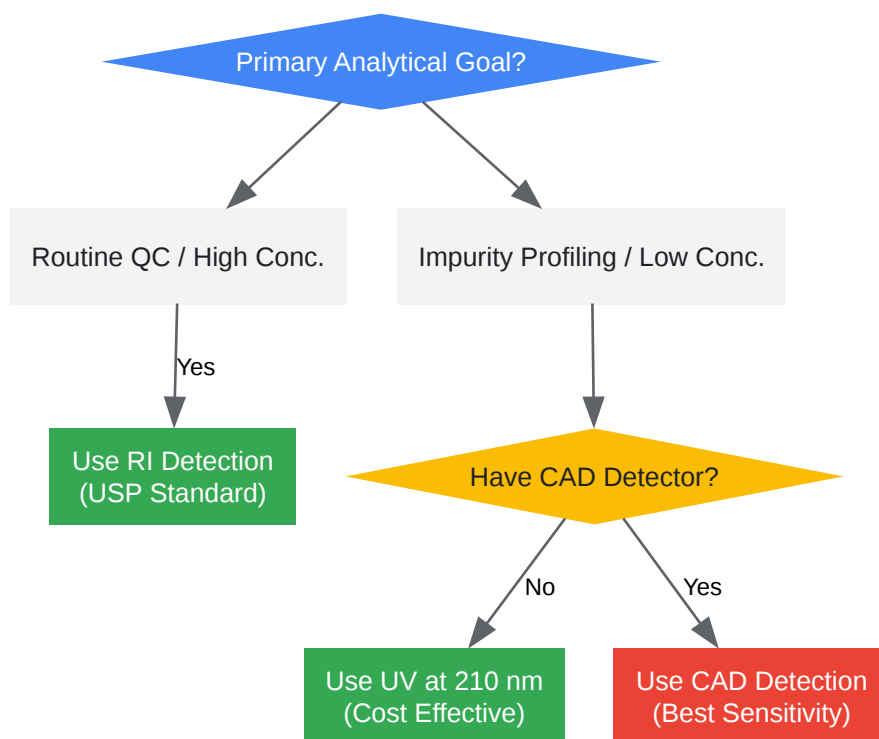 Primary Analytical Goal?
Routine QC / High Conc.
Impurity Profiling / Low Conc.
Yes
Use RI Detection
(USP Standard)
Have CAD Detector?
No
Yes
Use UV at 210 nm
(Cost Effective)
Use CAD Detection
(Best Sensitivity)